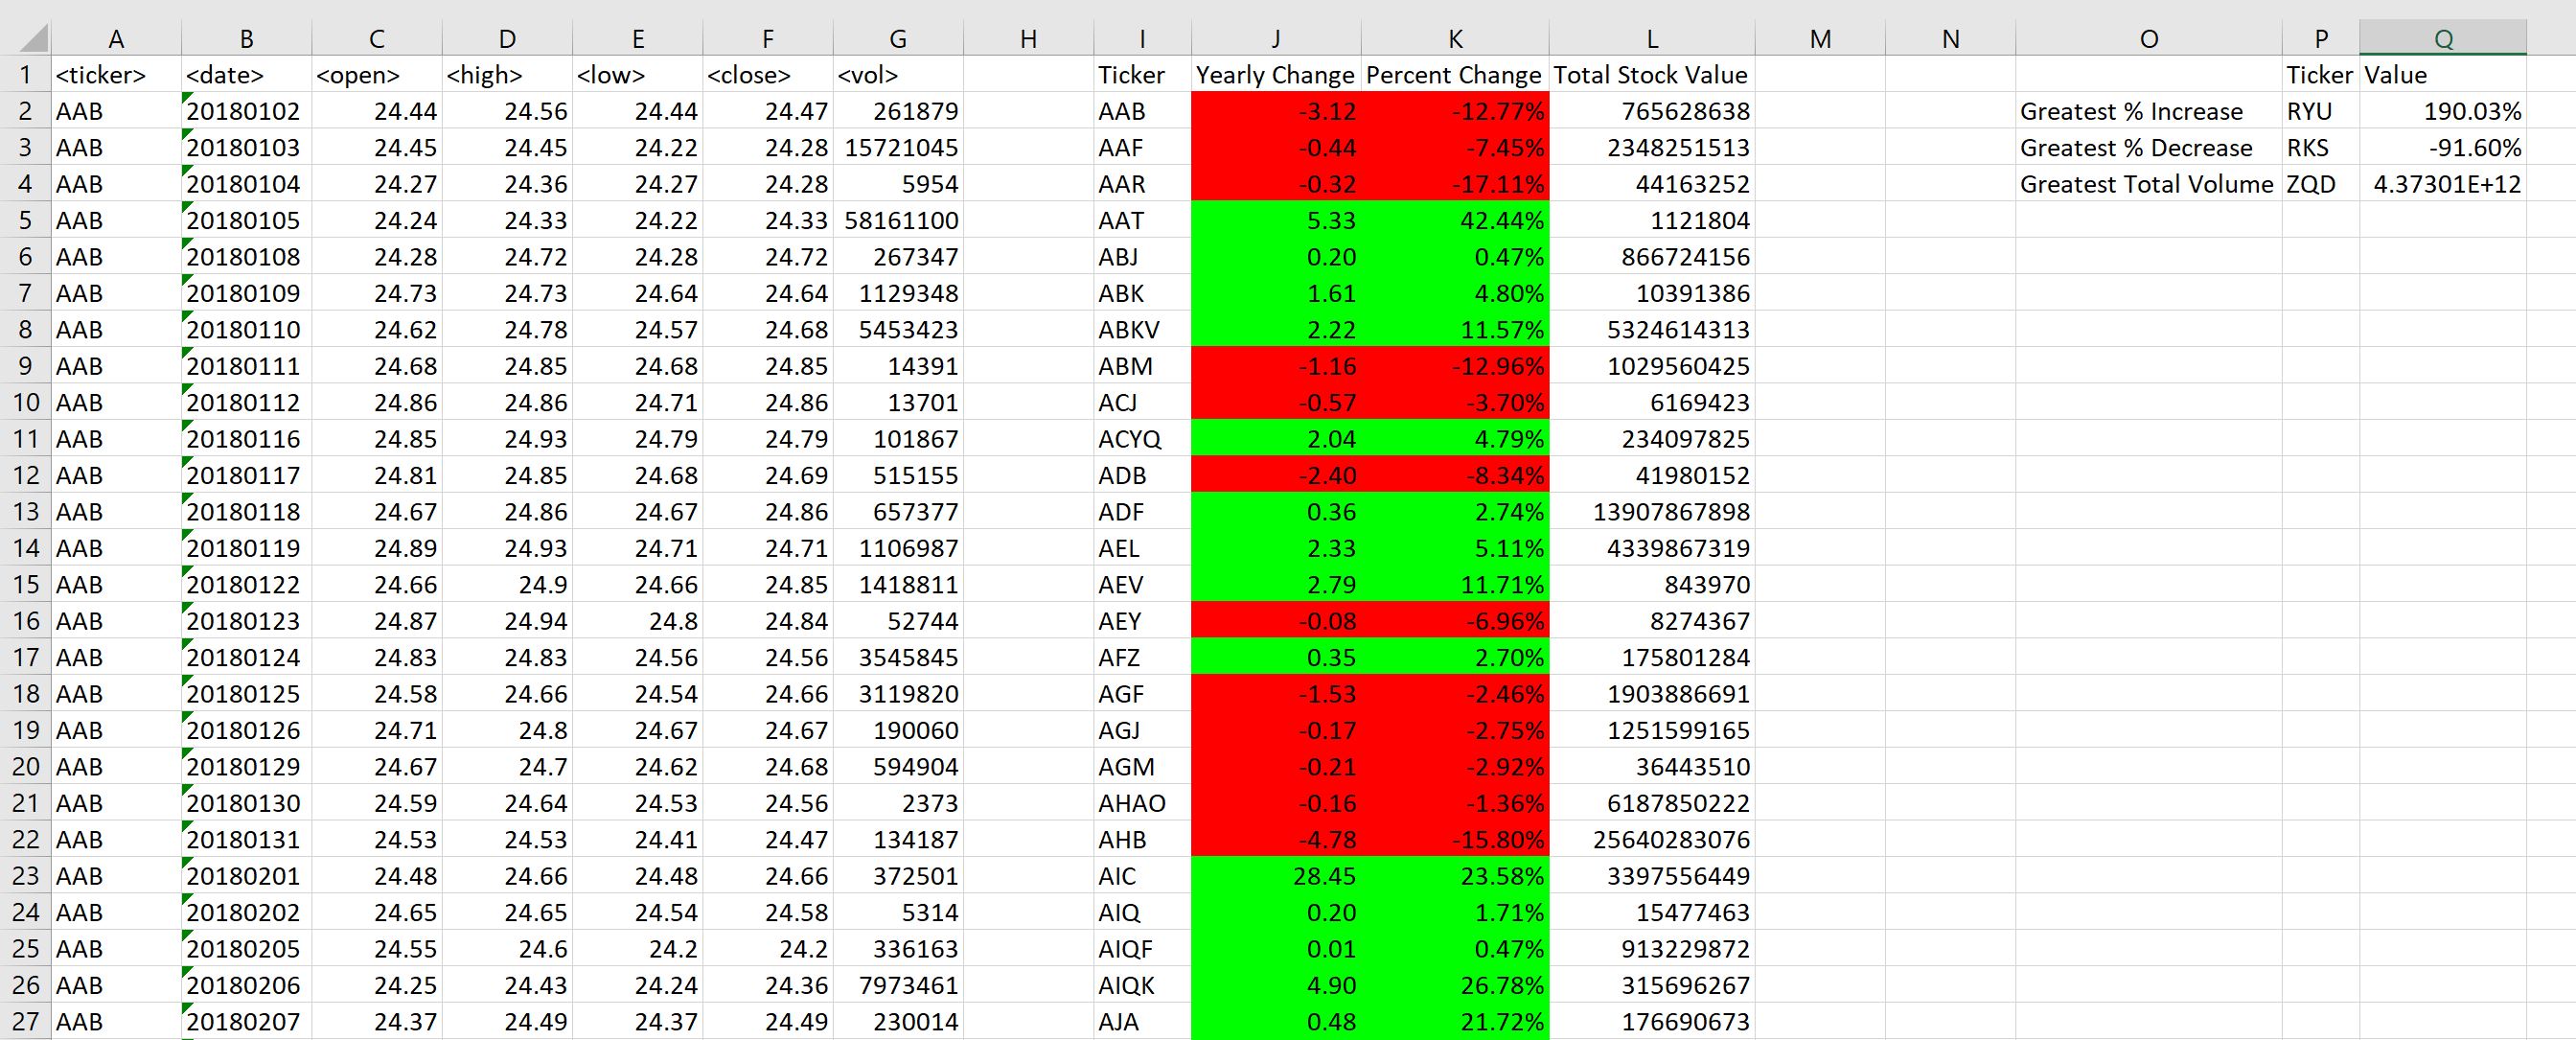 A B C D E F G H I J K L M N O P Q
1 <ticker> <date> <open> <high> <low> <close> <vol> Ticker Yearly Change Percent Change Total Stock Value Ticker Value
2 AAB 20180102 24.44 24.56 24.44 24.47 261879 AAB -3.12 -12.77% 765628638 Greatest % Increase RYU 190.03%
3 AAB 20180103 24.45 24.45 24.22 24.28 15721045 AAF -0.44 -7.45% 2348251513 Greatest % Decrease RKS -91.60%
4 AAB 20180104 24.27 24.36 24.27 24.28 5954 AAR -0.32 -17.11% 44163252 Greatest Total Volume ZQD 4.37301E+12
5 AAB 20180105 24.24 24.33 24.22 24.33 58161100 AAT 5.33 42.44% 1121804
6 AAB 20180108 24.28 24.72 24.28 24.72 267347 ABJ 0.20 0.47% 866724156
7 AAB 20180109 24.73 24.73 24.64 24.64 1129348 ABK 1.61 4.80% 10391386
8 AAB 20180110 24.62 24.78 24.57 24.68 5453423 ABKV 2.22 11.57% 5324614313
9 AAB 20180111 24.68 24.85 24.68 24.85 14391 ABM -1.16 -12.96% 1029560425
10 AAB 20180112 24.86 24.86 24.71 24.86 13701 ACJ -0.57 -3.70% 6169423
11 AAB 20180116 24.85 24.93 24.79 24.79 101867 ACYQ 2.04 4.79% 234097825
12 AAB 20180117 24.81 24.85 24.68 24.69 515155 ADB -2.40 -8.34% 41980152
13 AAB 20180118 24.67 24.86 24.67 24.86 657377 ADF 0.36 2.74% 13907867898
14 AAB 20180119 24.89 24.93 24.71 24.71 1106987 AEL 2.33 5.11% 4339867319
15 AAB 20180122 24.66 24.9 24.66 24.85 1418811 AEV 2.79 11.71% 843970
16 AAB 20180123 24.87 24.94 24.8 24.84 52744 AEY -0.08 -6.96% 8274367
17 AAB 20180124 24.83 24.83 24.56 24.56 3545845 AFZ 0.35 2.70% 175801284
18 AAB 20180125 24.58 24.66 24.54 24.66 3119820 AGF -1.53 -2.46% 1903886691
19 AAB 20180126 24.71 24.8 24.67 24.67 190060 AGJ -0.17 -2.75% 1251599165
20 AAB 20180129 24.67 24.7 24.62 24.68 594904 AGM -0.21 -2.92% 36443510
21 AAB 20180130 24.59 24.64 24.53 24.56 2373 AHAO -0.16 -1.36% 6187850222
22 AAB 20180131 24.53 24.53 24.41 24.47 134187 AHB -4.78 -15.80% 25640283076
23 AAB 20180201 24.48 24.66 24.48 24.66 372501 AIC 28.45 23.58% 3397556449
24 AAB 20180202 24.65 24.65 24.54 24.58 5314 AIQ 0.20 1.71% 15477463
25 AAB 20180205 24.55 24.6 24.2 24.2 336163 AIQF 0.01 0.47% 913229872
26 AAB 20180206 24.25 24.43 24.24 24.36 7973461 AIQK 4.90 26.78% 315696267
27 AAB 20180207 24.37 24.49 24.37 24.49 230014 AJA 0.48 21.72% 176690673